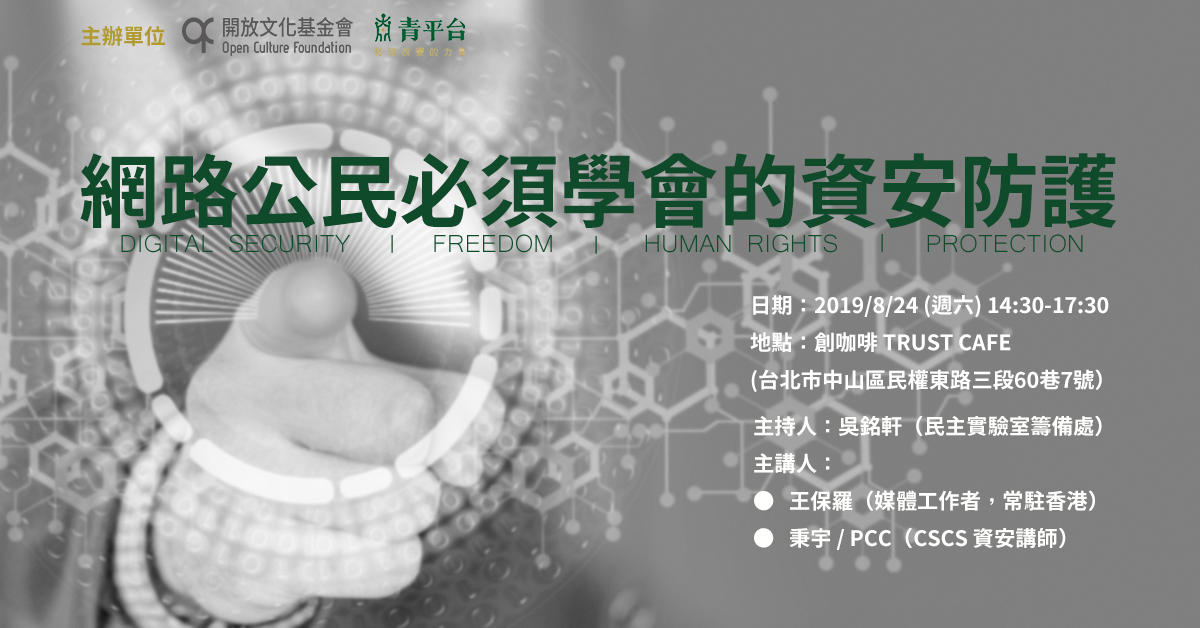 主辦單位
開放文化基金會
Open Culture Foundation
青平台
網路公民必須學會的資安防護
DIGITAL SECURITY | FREEDOM | HUMAN RIGHTS | PROTECTION
日期：2019/8/24 (週六) 14:30-17:30
地點：創咖啡 TRUST CAFE
(台北市中山區民權東路三段60巷7號）
主持人：吳銘軒（民主實驗室籌備處）
主講人：
● 王保羅（媒體工作者，常駐香港）
● 秉宇 / PCC（CSCS 資安講師）